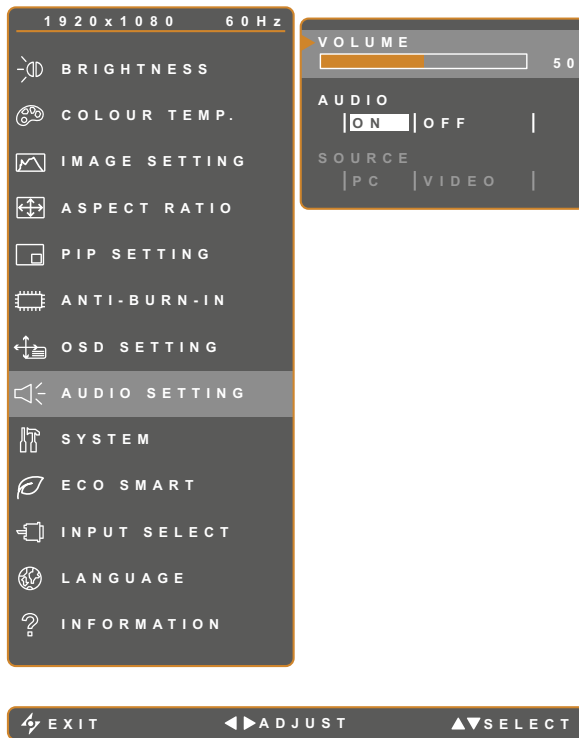 1920x1080 60Hz
BRIGHTNESS
COLOUR TEMP.
IMAGE SETTING
ASPECT RATIO
PIP SETTING
ANTI-BURN-IN
OSD SETTING
AUDIO SETTING
SYSTEM
ECO SMART
INPUT SELECT
LANGUAGE
INFORMATION
VOLUME
50
AUDIO
ON OFF
SOURCE
PC VIDEO
EXIT ADJUST SELECT